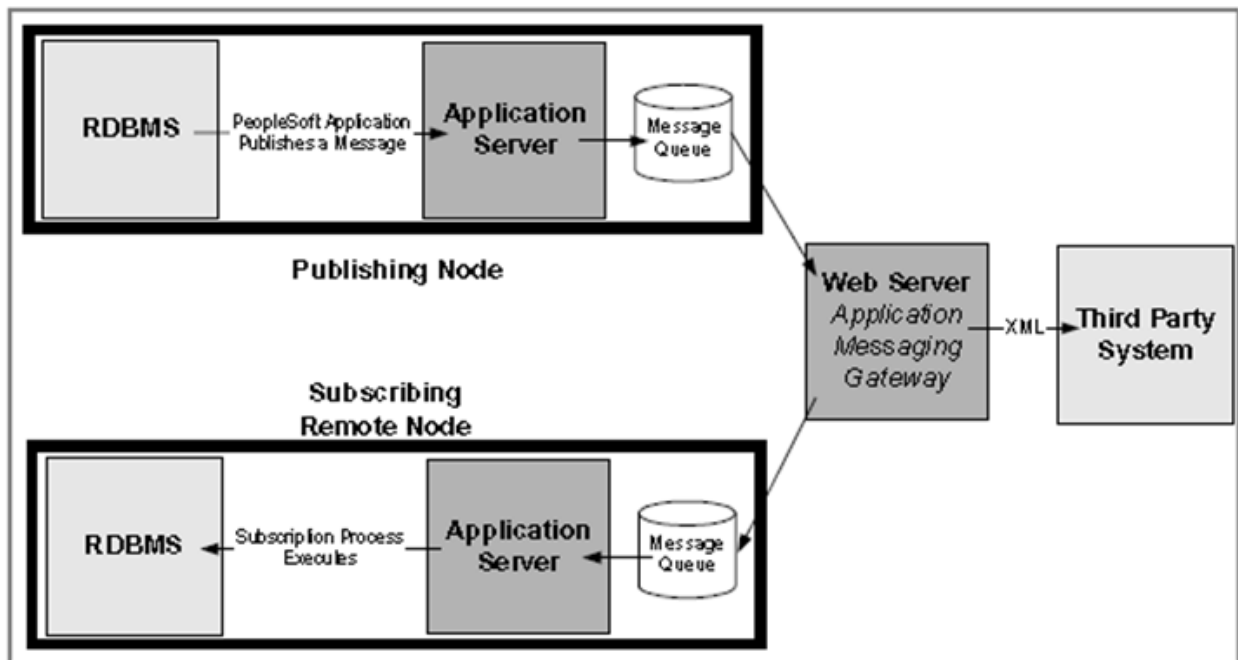 RDBMS
PeopleSoft Application
Publishes a Message
Application
Server
Message
Queue
Publishing Node
Web Server
Application
Messaging
Gateway
XML
Third Party
System
Subscribing
Remote Node
RDBMS
Subscription Process
Executes
Application
Server
Message
Queue